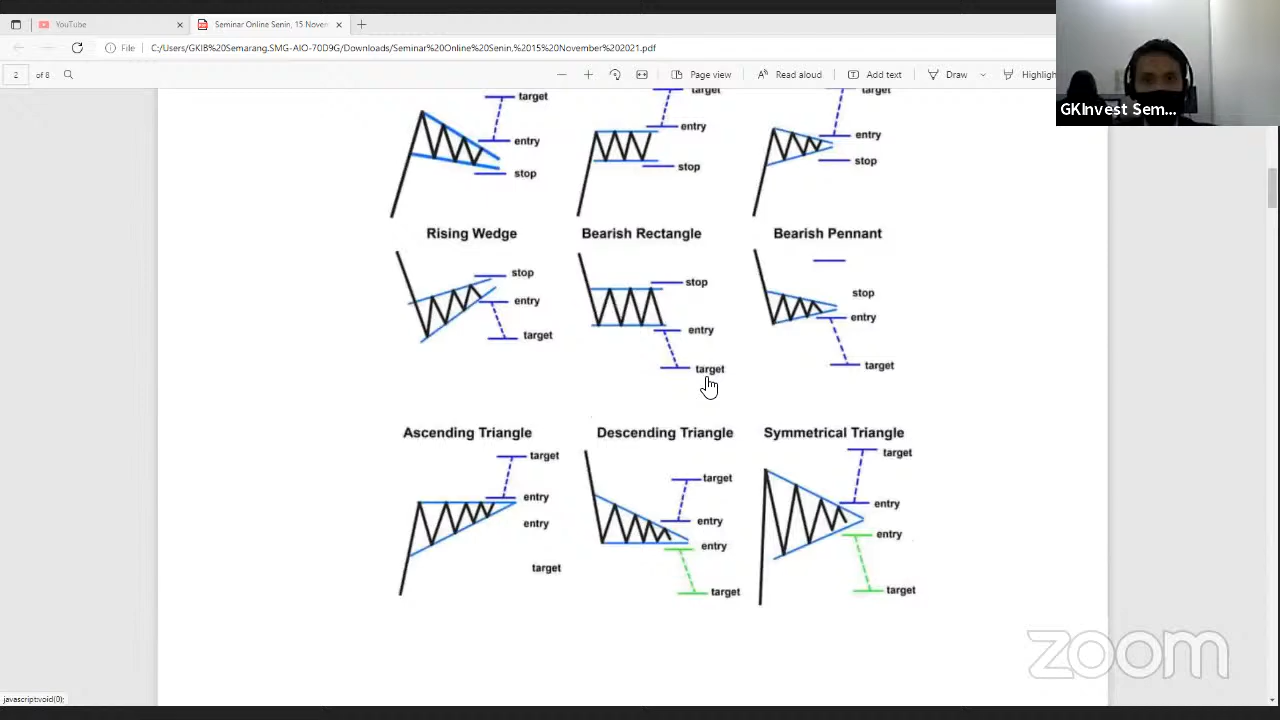 YouTube
Seminar Online Senin, 15 Novem
File
C:/Users/GKIB%20Semarang.SMG-AIO-70D9G/Downloads/Seminar%20Online%20Senin,%2015%20November%202021.pdf
2 of 8
Page view
Read aloud
Add text
Draw
Highligh
GKInvest Sem...
target
entry
stop
target
entry
stop
target
entry
stop
Rising Wedge
Bearish Rectangle
Bearish Pennant
stop
entry
target
stop
entry
target
stop
entry
target
Ascending Triangle
Descending Triangle
Symmetrical Triangle
target
entry
entry
target
target
entry
entry
target
target
entry
entry
target
zoom
javascript:void(0);